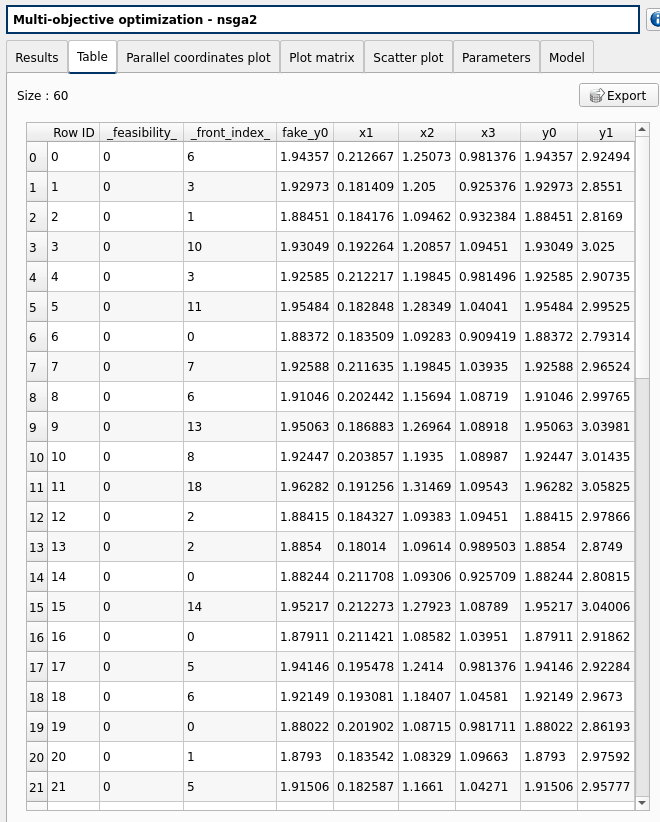 Multi-objective optimization - nsga2
Results Table Parallel coordinates plot Plot matrix Scatter plot Parameters Model
Size : 60
Export
Row ID _feasibility_ _front_index_ fake_y0 x1 x2 x3 y0 y1
0 0 0 6 1.94357 0.212667 1.25073 0.981376 1.94357 2.92494
1 1 0 3 1.92973 0.181409 1.205 0.925376 1.92973 2.8551
2 2 0 1 1.88451 0.184176 1.09462 0.932384 1.88451 2.8169
3 3 0 10 1.93049 0.192264 1.20857 1.09451 1.93049 3.025
4 4 0 3 1.92585 0.212217 1.19845 0.981496 1.92585 2.90735
5 5 0 11 1.95484 0.182848 1.28349 1.04041 1.95484 2.99525
6 6 0 0 1.88372 0.183509 1.09283 0.909419 1.88372 2.79314
7 7 0 7 1.92588 0.211635 1.19845 1.03935 1.92588 2.96524
8 8 0 6 1.91046 0.202442 1.15694 1.08719 1.91046 2.99765
9 9 0 13 1.95063 0.186883 1.26964 1.08918 1.95063 3.03981
10 10 0 8 1.92447 0.203857 1.1935 1.08987 1.92447 3.01435
11 11 0 18 1.96282 0.191256 1.31469 1.09543 1.96282 3.05825
12 12 0 2 1.88415 0.184327 1.09383 1.09451 1.88415 2.97866
13 13 0 2 1.8854 0.18014 1.09614 0.989503 1.8854 2.8749
14 14 0 0 1.88244 0.211708 1.09306 0.925709 1.88244 2.80815
15 15 0 14 1.95217 0.212273 1.27923 1.08789 1.95217 3.04006
16 16 0 0 1.87911 0.211421 1.08582 1.03951 1.87911 2.91862
17 17 0 5 1.94146 0.195478 1.2414 0.981376 1.94146 2.92284
18 18 0 6 1.92149 0.193081 1.18407 1.04581 1.92149 2.9673
19 19 0 0 1.88022 0.201902 1.08715 0.981711 1.88022 2.86193
20 20 0 1 1.8793 0.183542 1.08329 1.09663 1.8793 2.97592
21 21 0 5 1.91506 0.182587 1.1661 1.04271 1.91506 2.95777